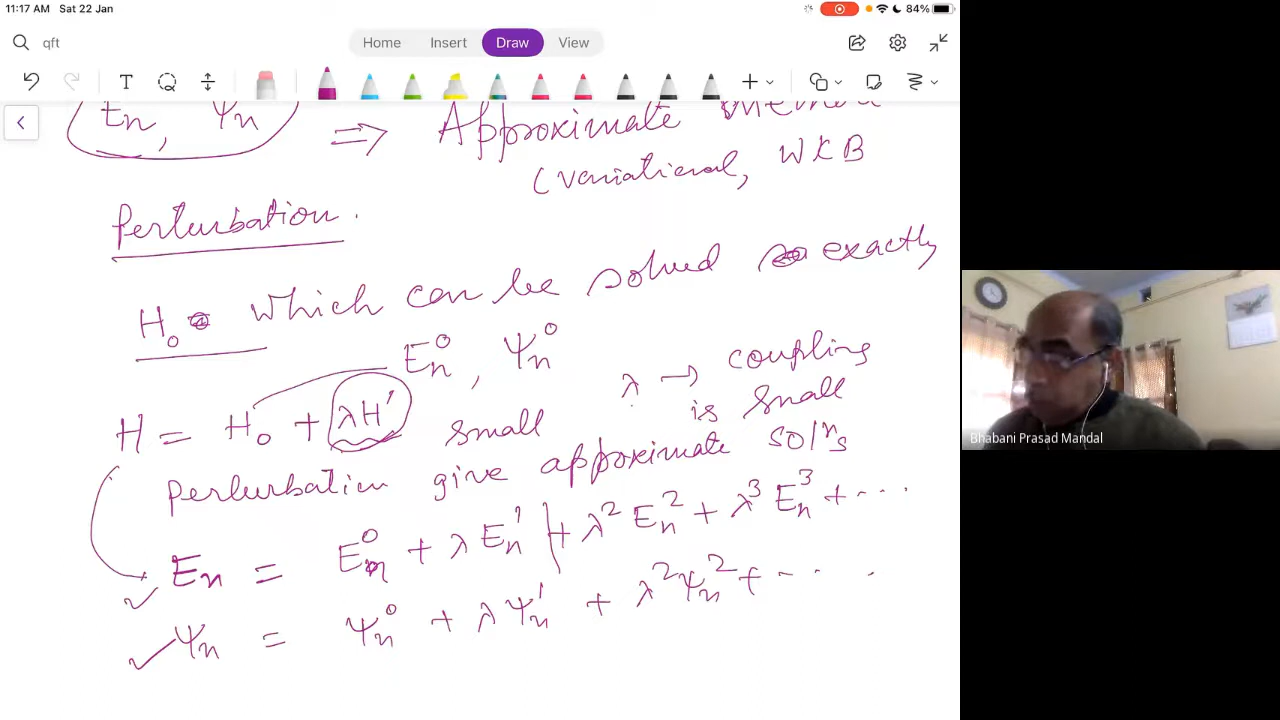 11:17 AM Sat 22 Jan 84%
qft Home Insert Draw View
T
En, Ψn ⇒ Approximate Method
(variational, WKB
Perturbation.
H₀ which can be solved exactly
Eₙ⁰, Ψₙ⁰
λ → coupling
is small
H = H₀ + λH' small
Perturbation give approximate solⁿs
Eₙ = Eₙ⁰ + λEₙ¹ + λ²Eₙ² + λ³Eₙ³ + ...
Ψₙ = Ψₙ⁰ + λΨₙ¹ + λ²Ψₙ² + ...
Bhabani Prasad Mandal